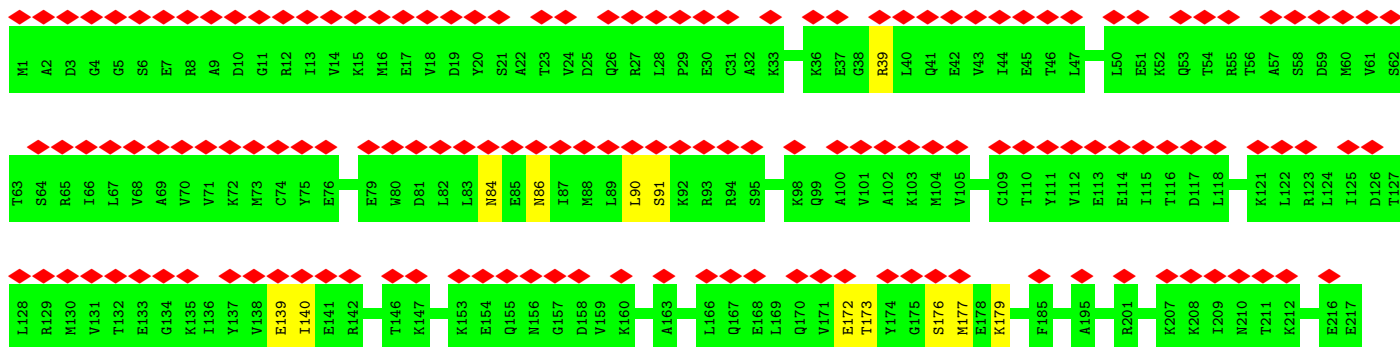 M1 A2 D3 G4 G5 S6 E7 R8 A9 D10 G11 R12 I13 V14 K15 M16 E17 V18 D19 Y20 S21 A22 T23 V24 D25 Q26 R27 L28 P29 E30 C31 A32 K33 K36 E37 G38 R39 L40 Q41 E42 V43 I44 E45 T46 L47 L50 E51 K52 Q53 T54 R55 T56 A57 S58 D59 M60 V61 S62
T63 S64 R65 I66 L67 V68 A69 V70 V71 K72 M73 C74 Y75 E76 E79 W80 D81 L82 L83 N84 E85 N86 I87 M88 L89 L90 S91 K92 R93 R94 S95 K98 Q99 A100 V101 A102 K103 M104 V105 C109 T110 Y111 V112 E113 E114 I115 T116 D117 L118 K121 L122 R123 L124 I125 D126 T127
L128 R129 M130 V131 T132 E133 G134 K135 I136 Y137 V138 E139 I140 E141 R142 T146 K147 K153 E154 Q155 N156 G157 D158 V159 K160 A163 L166 Q167 E168 L169 Q170 V171 E172 T173 Y174 G175 S176 M177 E178 K179 F185 A195 R201 K207 K208 I209 N210 T211 K212 E216 E217